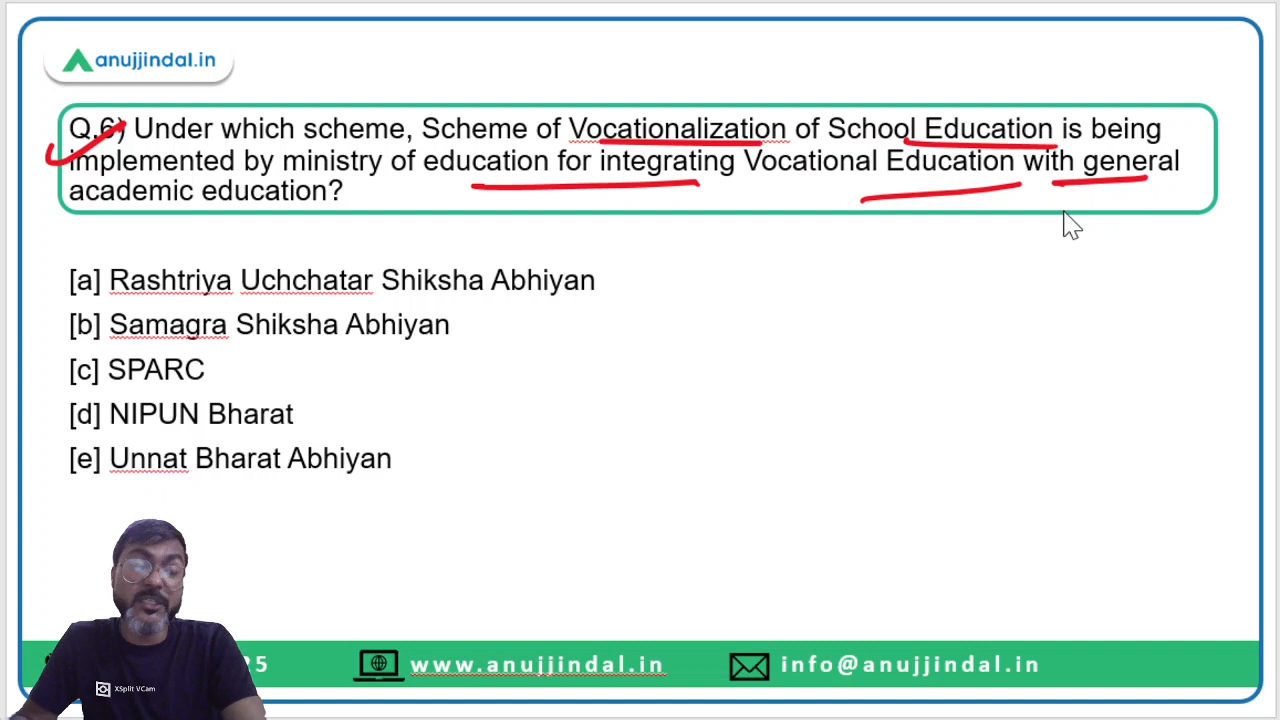 anujjindal.in
Q.6) Under which scheme, Scheme of Vocationalization of School Education is being
implemented by ministry of education for integrating Vocational Education with general
academic education?
[a] Rashtriya Uchchatar Shiksha Abhiyan
[b] Samagra Shiksha Abhiyan
[c] SPARC
[d] NIPUN Bharat
[e] Unnat Bharat Abhiyan
www.anujjindal.in info@anujjindal.in
XSplit VCam